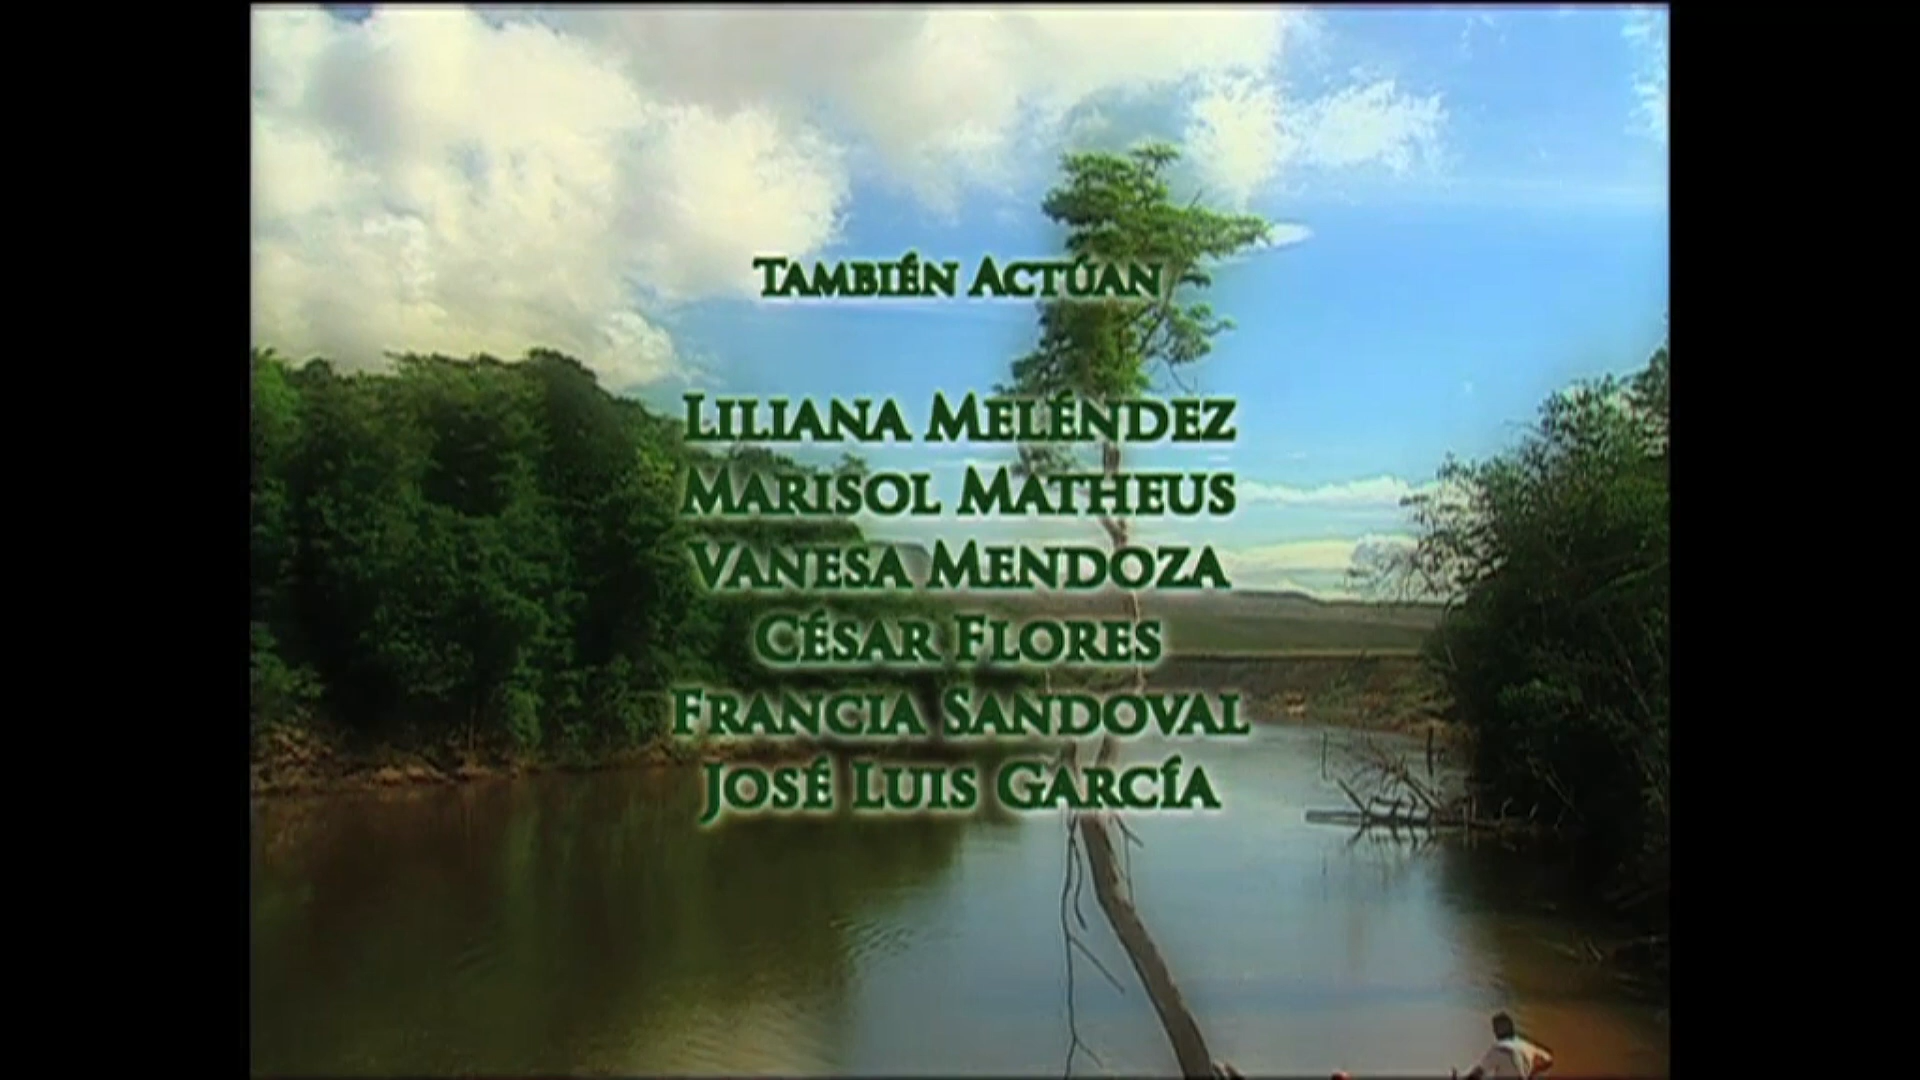 También Actúan
Liliana Meléndez
Marisol Matheus
Vanesa Mendoza
César Flores
Francia Sandoval
José Luis García